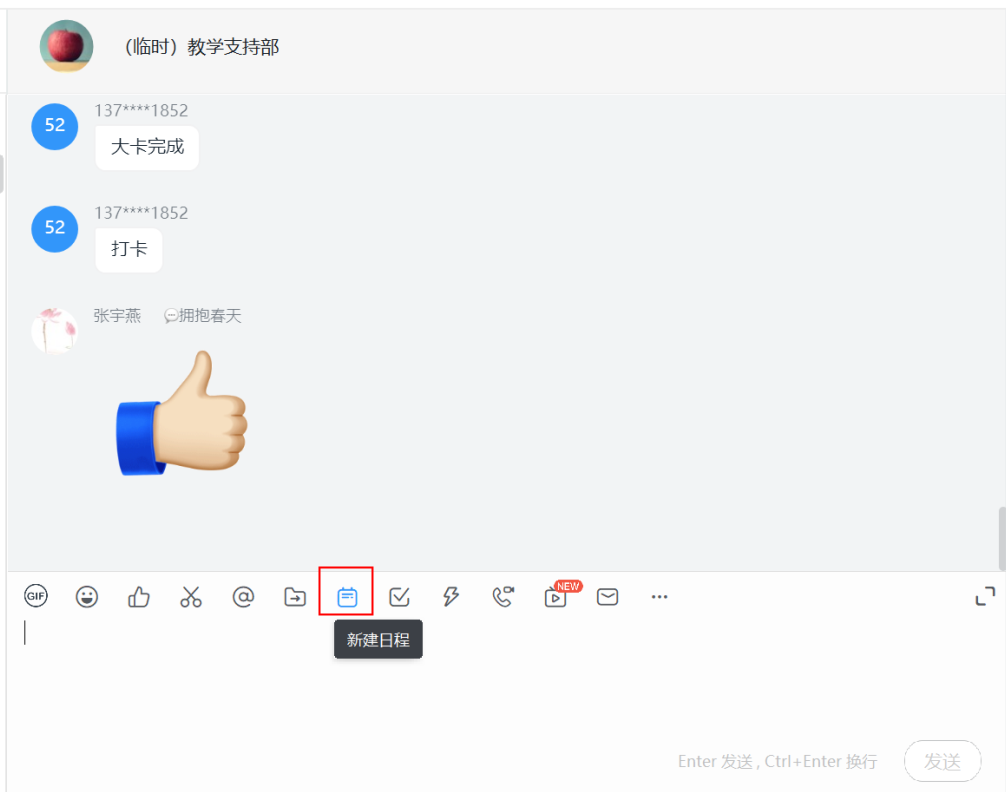 （临时）教学支持部
137****1852
52
大卡完成
137****1852
52
打卡
张宇燕 拥抱春天
GIF
NEW
新建日程
Enter 发送 , Ctrl+Enter 换行 发送